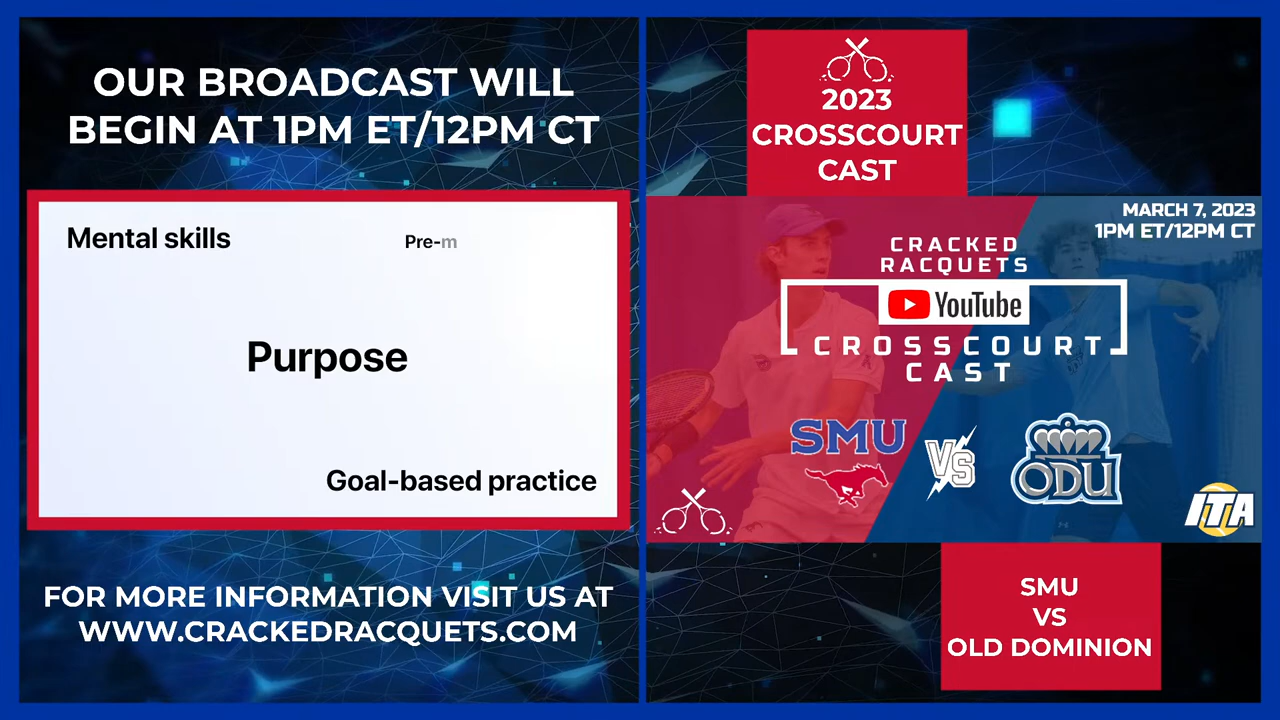 OUR BROADCAST WILL
BEGIN AT 1PM ET/12PM CT
Mental skills
Pre-m
Purpose
Goal-based practice
FOR MORE INFORMATION VISIT US AT
WWW.CRACKEDRACQUETS.COM
2023
CROSSCOURT
CAST
MARCH 7, 2023
1PM ET/12PM CT
CRACKED
RACQUETS
YouTube
CROSSCOURT
CAST
SMU
VS
ODU
ITA
SMU
VS
OLD DOMINION